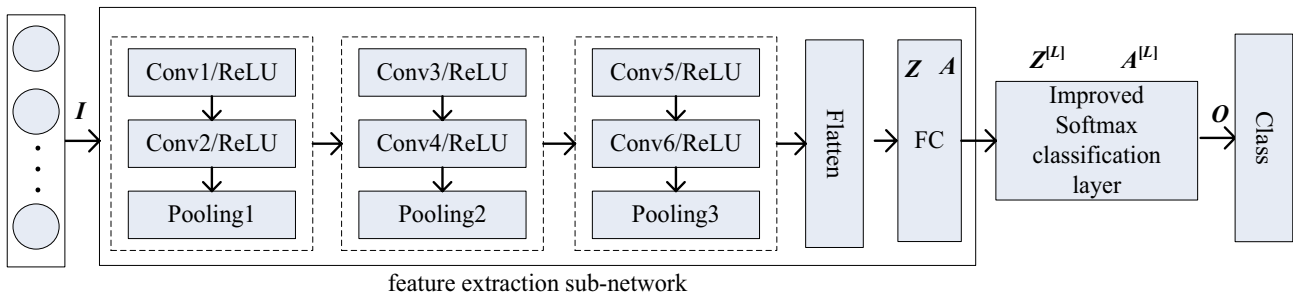 I
Conv1/ReLU
Conv2/ReLU
Pooling1
Conv3/ReLU
Conv4/ReLU
Pooling2
Conv5/ReLU
Conv6/ReLU
Pooling3
Flatten
Z A
FC
Z[L] A[L]
Improved
Softmax
classification
layer
O
Class
feature extraction sub-network